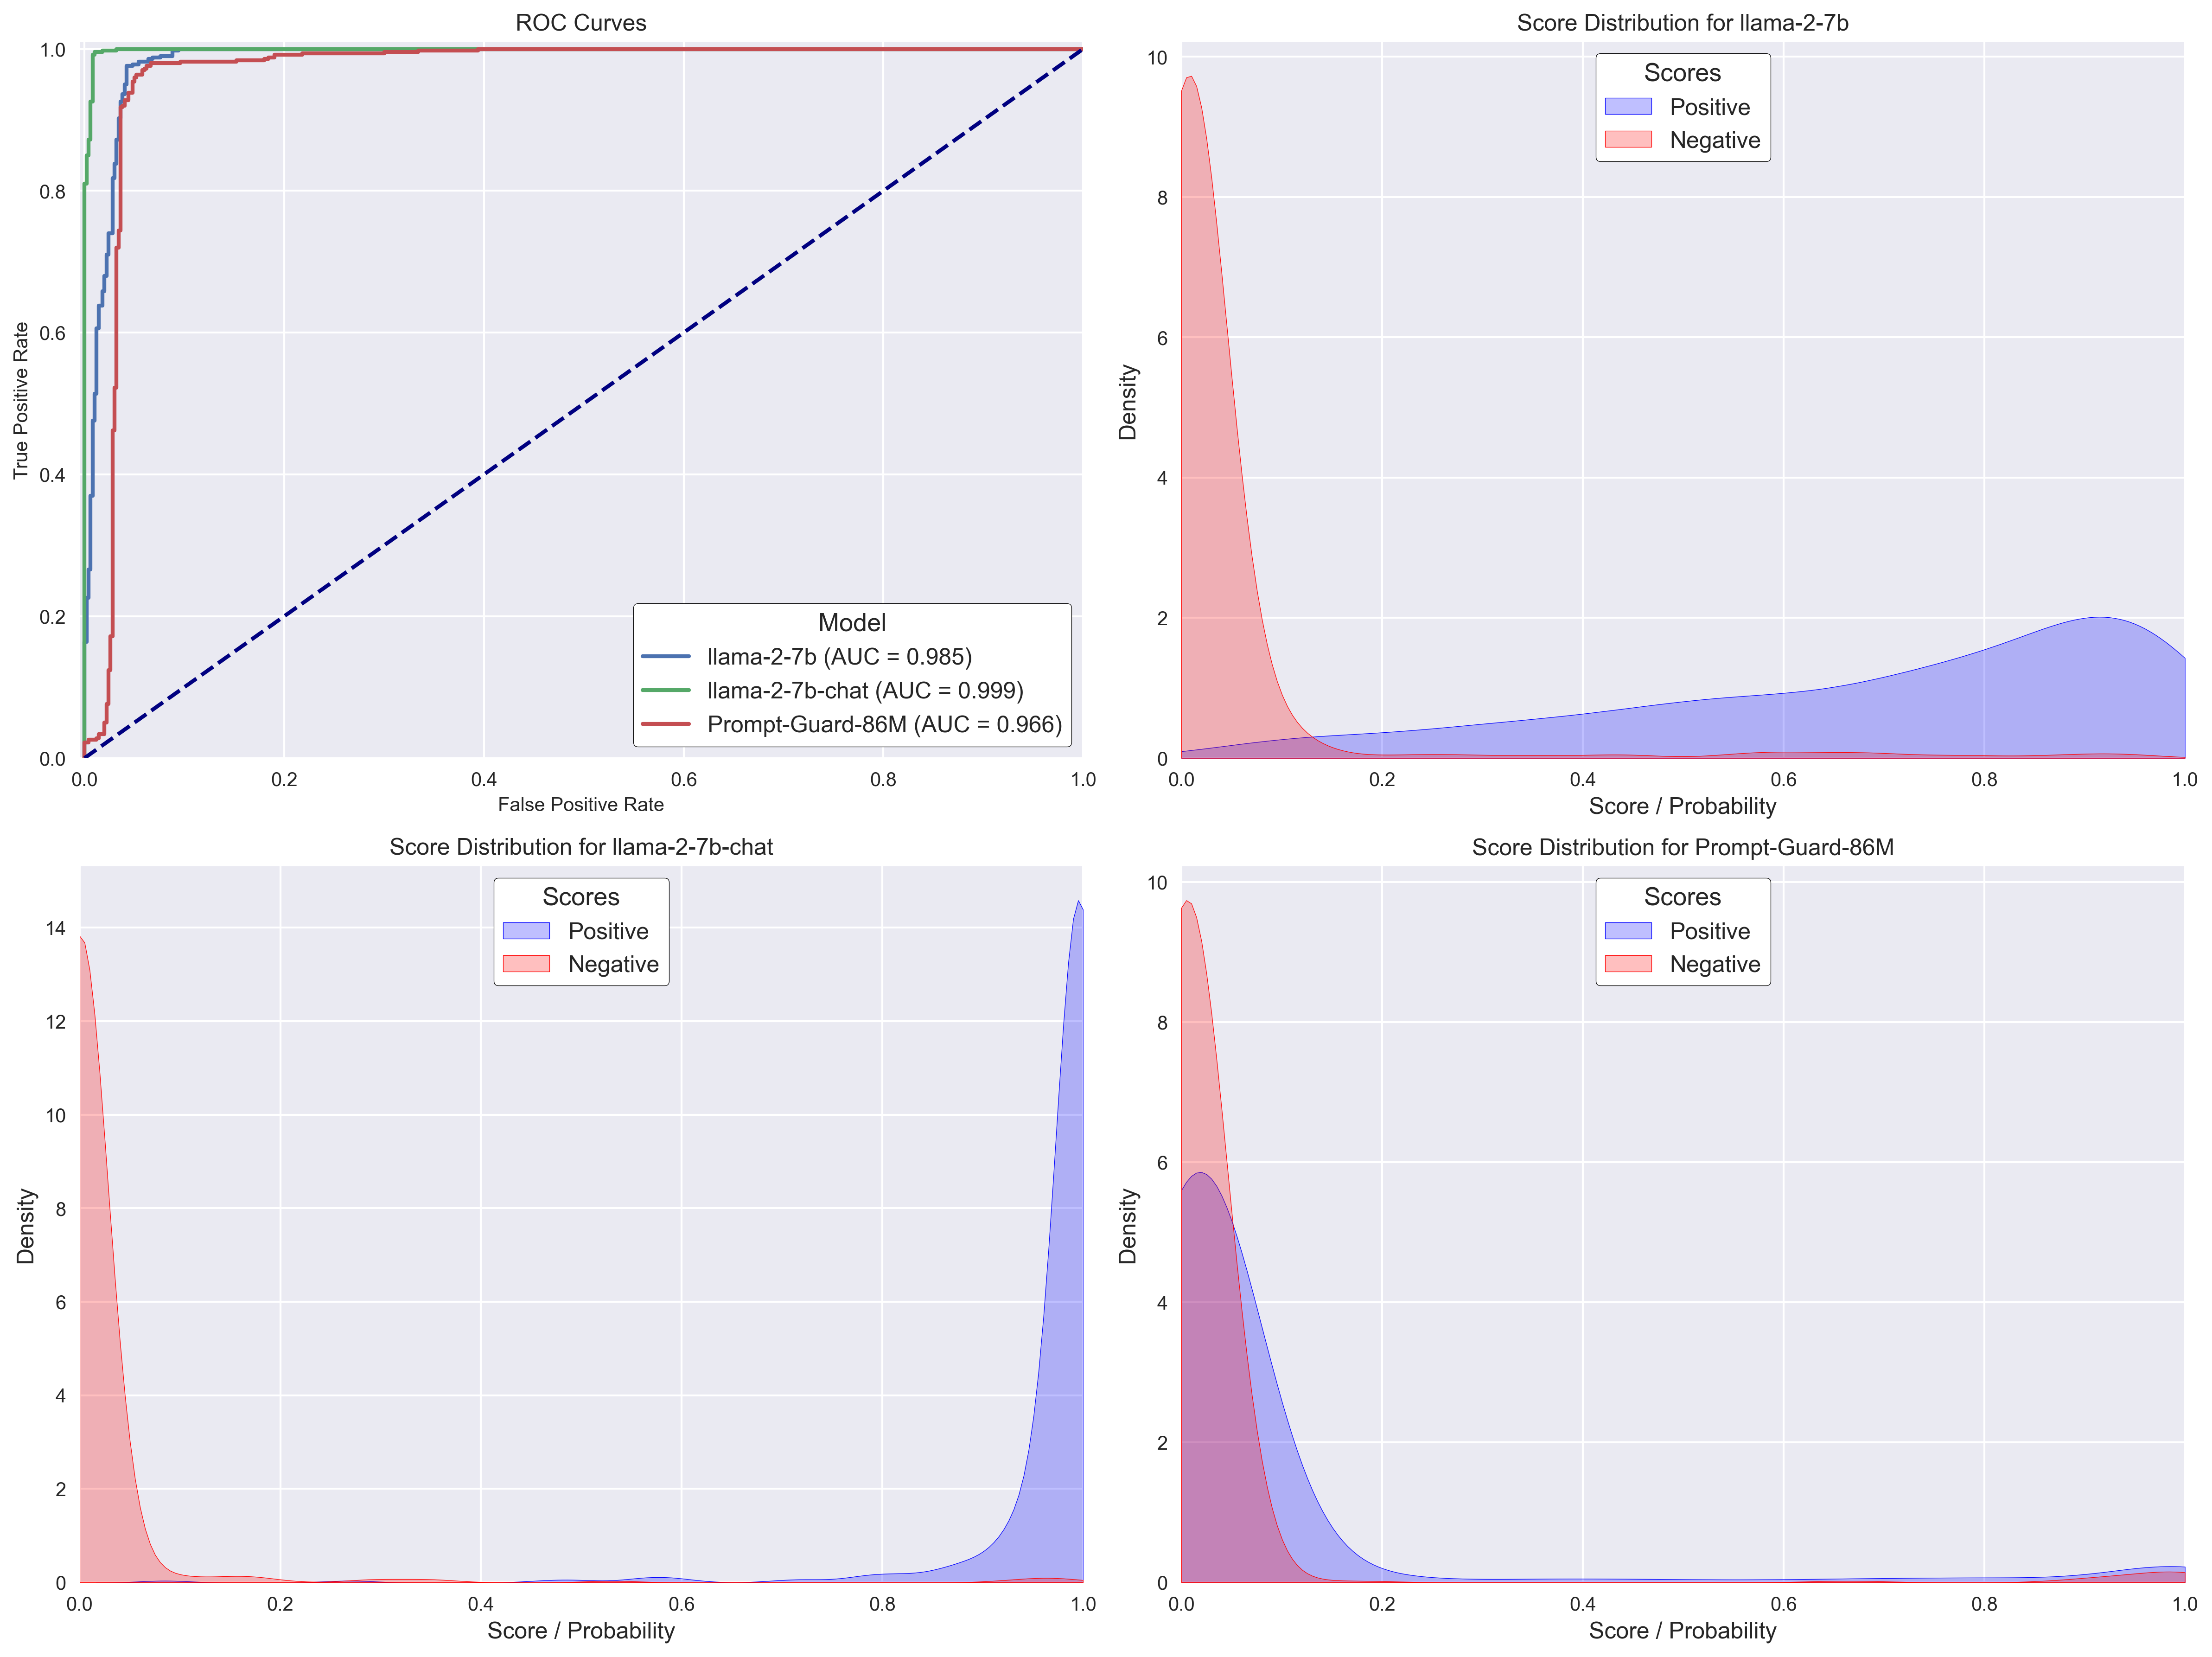 ROC Curves
True Positive Rate
1.0
0.8
0.6
0.4
0.2
0.0
0.0 0.2 0.4 0.6 0.8 1.0
False Positive Rate
Model
llama-2-7b (AUC = 0.985)
llama-2-7b-chat (AUC = 0.999)
Prompt-Guard-86M (AUC = 0.966)
Score Distribution for llama-2-7b
Density
10
8
6
4
2
0
0.0 0.2 0.4 0.6 0.8 1.0
Score / Probability
Scores
Positive
Negative
Score Distribution for llama-2-7b-chat
Density
14
12
10
8
6
4
2
0
0.0 0.2 0.4 0.6 0.8 1.0
Score / Probability
Scores
Positive
Negative
Score Distribution for Prompt-Guard-86M
Density
10
8
6
4
2
0
0.0 0.2 0.4 0.6 0.8 1.0
Score / Probability
Scores
Positive
Negative